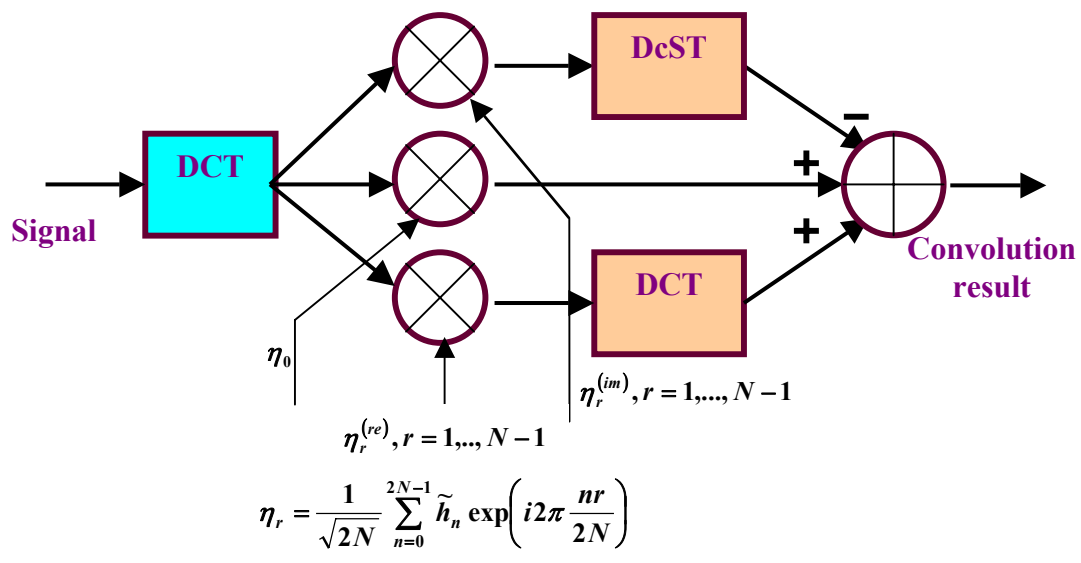 DcST
DCT
−
+
Signal
+
Convolution
result
DCT
η₀
η_r^(im), r = 1,..., N − 1
η_r^(re), r = 1,.., N − 1
η_r = 1/√(2N) ∑_{n=0}^{2N−1} h̃_n exp(i2π nr/2N)